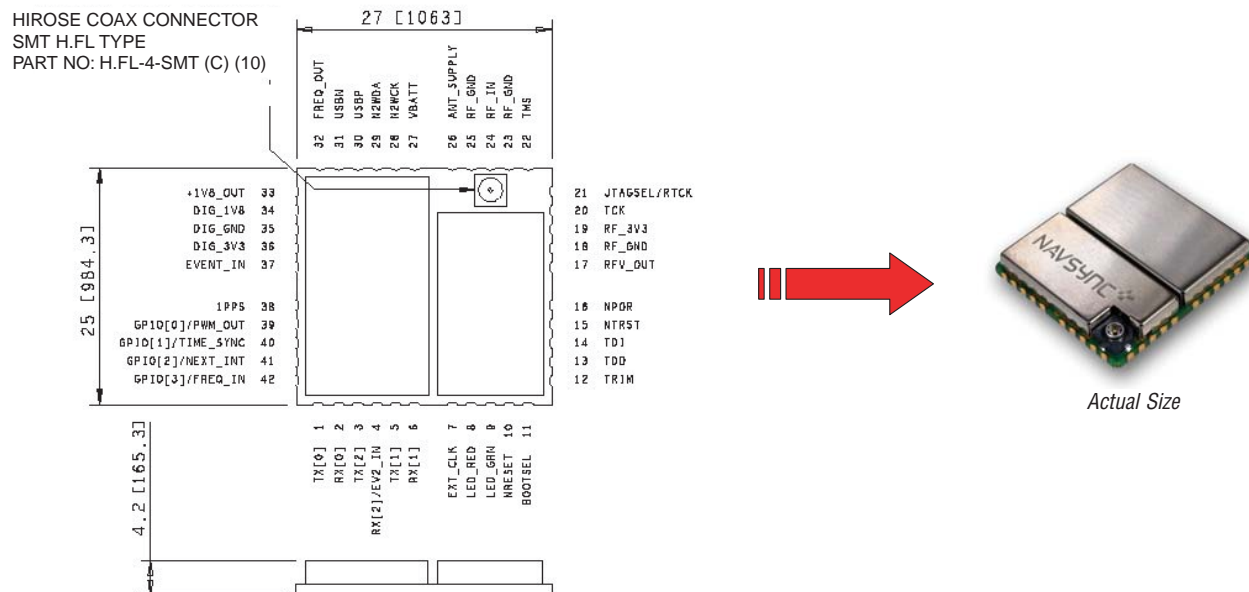 HIROSE COAX CONNECTOR
SMT H.FL TYPE
PART NO: H.FL-4-SMT (C) (10)
27 [1063]
32 FREQ_OUT
31 USBN
30 USBP
29 N2WDA
28 N2WCK
27 VBATT
26 ANT_SUPPLY
25 RF_GND
24 RF_IN
23 RF_GND
22 TMS
+1V8_OUT 33
DIG_1V8 34
DIG_GND 35
DIG_3V3 36
EVENT_IN 37
1PPS 38
GPIO[0]/PWM_OUT 39
GPIO[1]/TIME_SYNC 40
GPIO[2]/NEXT_INT 41
GPIO[3]/FREQ_IN 42
25 [984.3]
21 JTAGSEL/RTCK
20 TCK
19 RF_3V3
18 RF_GND
17 RFV_OUT
16 NPOR
15 NTRST
14 TDI
13 TDO
12 TRIM
TX[0] 1
RX[0] 2
TX[2] 3
RX[2]/EV2_IN 4
TX[1] 5
RX[1] 6
EXT_CLK 7
LED_RED 8
LED_GRN 9
NRESET 10
BOOTSEL 11
4.2 [165.3]
NAVSYNC
Actual Size